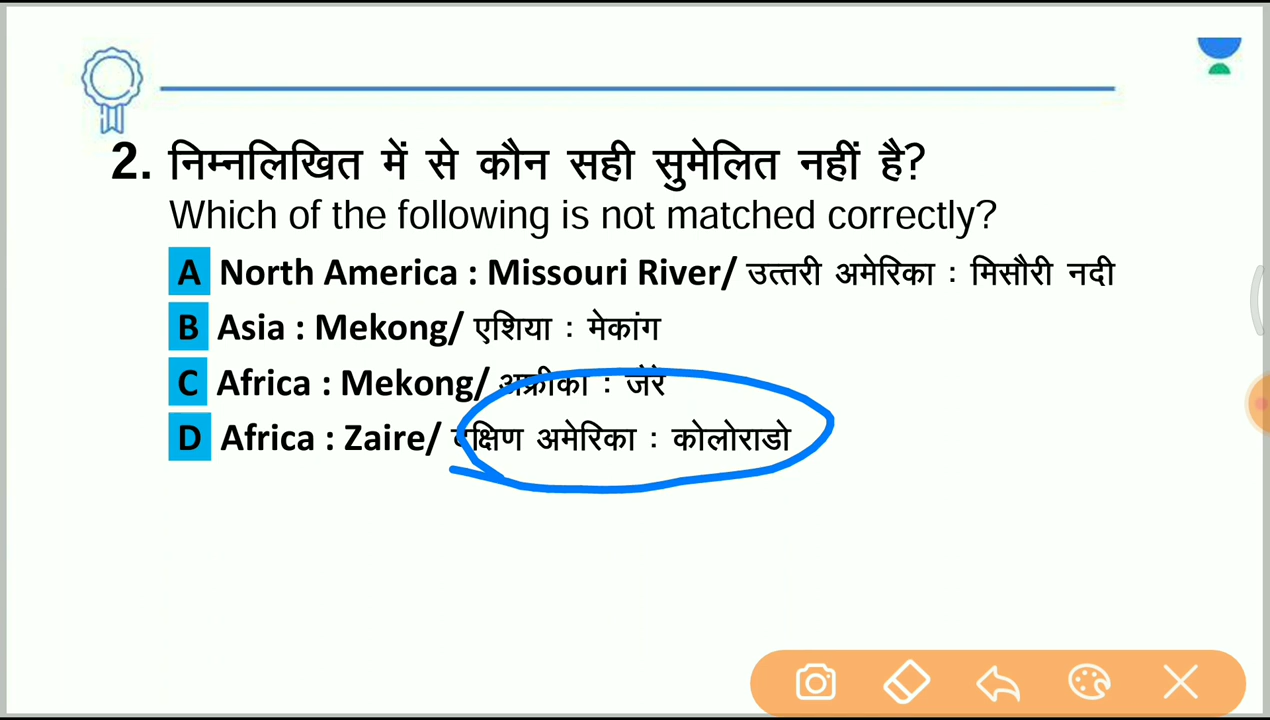 2. निम्नलिखित में से कौन सही सुमेलित नहीं है?
Which of the following is not matched correctly?
A North America : Missouri River/ उत्तरी अमेरिका : मिसौरी नदी
B Asia : Mekong/ एशिया : मेकांग
C Africa : Mekong/ अफ्रीका : जेरे
D Africa : Zaire/ दक्षिण अमेरिका : कोलोराडो